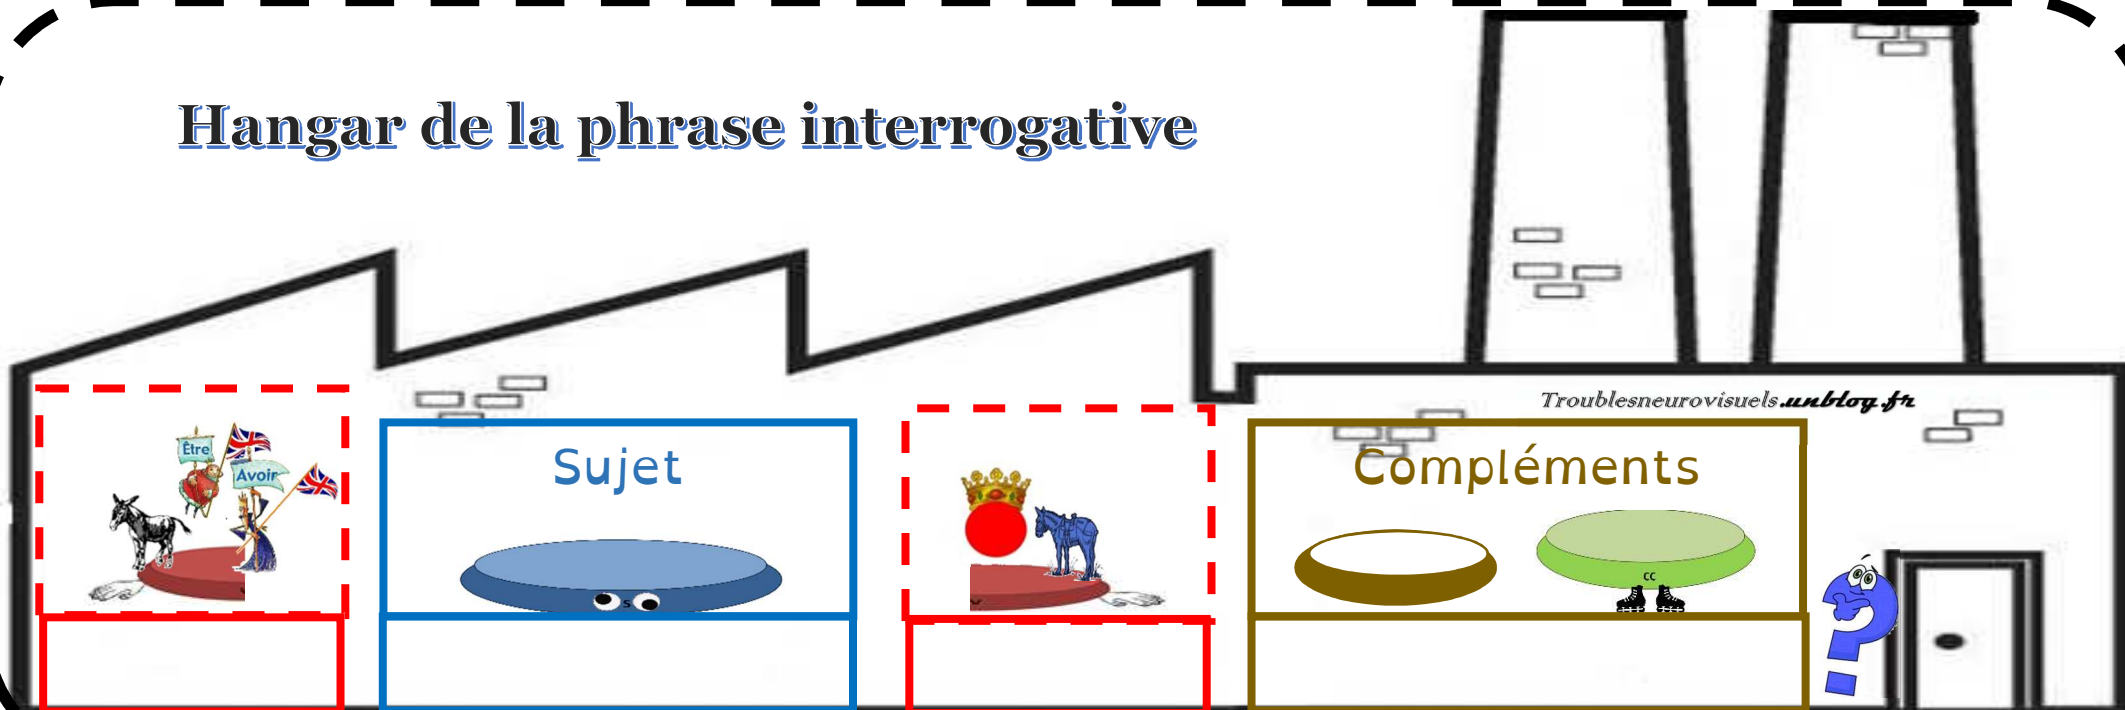 Hangar de la phrase interrogative
Troublesneurovisuels.unblog.fr
Être
Avoir
Sujet
Compléments
S
v
cc